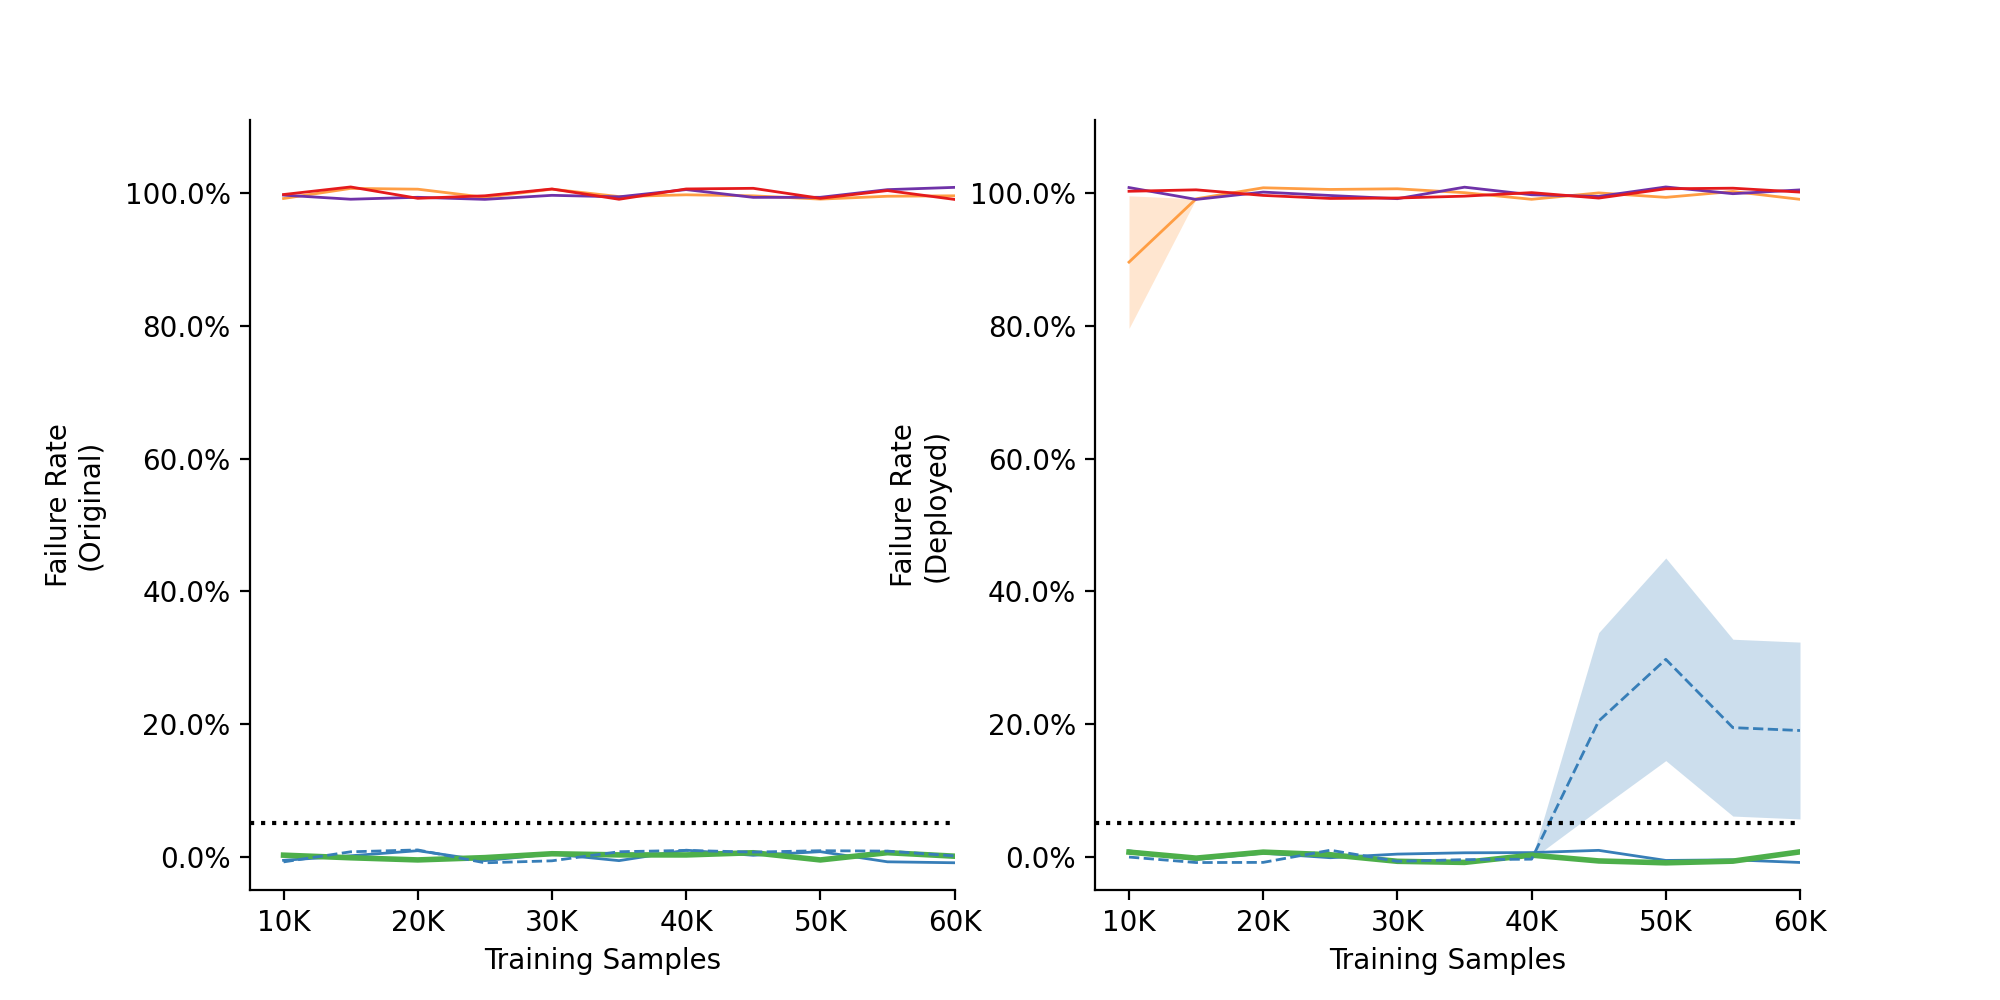 Failure Rate
(Original)
100.0%
80.0%
60.0%
40.0%
20.0%
0.0%
10K 20K 30K 40K 50K 60K
Training Samples
Failure Rate
(Deployed)
100.0%
80.0%
60.0%
40.0%
20.0%
0.0%
10K 20K 30K 40K 50K 60K
Training Samples